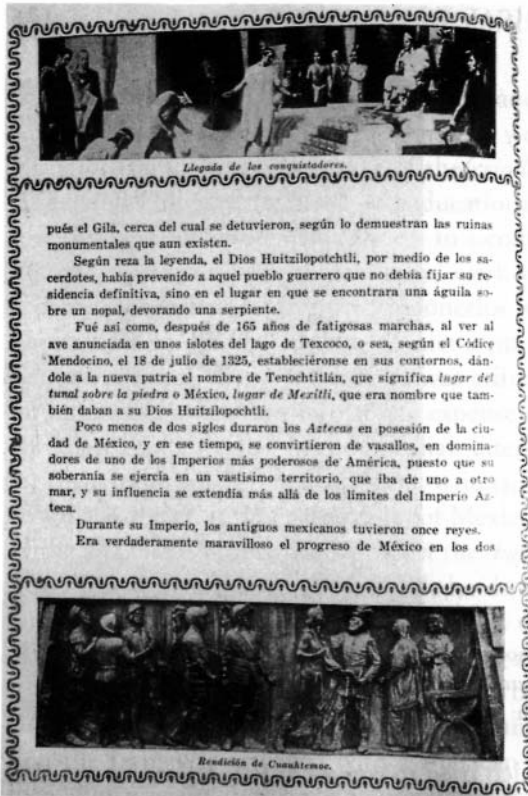 Llegada de los conquistadores.
pués el Gila, cerca del cual se detuvieron, según lo demuestran las ruinas
monumentales que aun existen.
Según reza la leyenda, el Dios Huitzilopotchtli, por medio de los sa-
cerdotes, había prevenido a aquel pueblo guerrero que no debía fijar su re-
sidencia definitiva, sino en el lugar en que se encontrara una águila so-
bre un nopal, devorando una serpiente.
Fué así como, después de 165 años de fatigosas marchas, al ver al
ave anunciada en unos islotes del lago de Texcoco, o sea, según el Códice
Mendocino, el 18 de julio de 1325, estableciéronse en sus contornos, dán-
dole a la nueva patria el nombre de Tenochtitlán, que significa lugar del
tunal sobre la piedra o México, lugar de Mexitli, que era nombre que tam-
bién daban a su Dios Huitzilopochtli.
Poco menos de dos siglos duraron los Aztecas en posesión de la ciu-
dad de México, y en ese tiempo, se convirtieron de vasallos, en domina-
dores de uno de los Imperios más poderosos de América, puesto que su
soberanía se ejercía en un vastísimo territorio, que iba de uno a otro
mar, y su influencia se extendía más allá de los límites del Imperio Az-
teca.
Durante su Imperio, los antiguos mexicanos tuvieron once reyes.
Era verdaderamente maravilloso el progreso de México en los dos
Rendición de Cuauhtemoc.